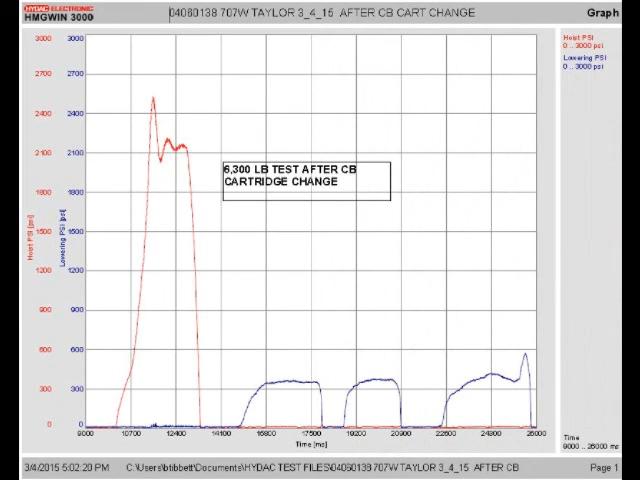 HYDAC ELECTRONIC
HMGWIN 3000
04060138 707W TAYLOR 3_4_15 AFTER CB CART CHANGE
Graph
Hoist PSI
0 .. 3000 psi
Lowering PSI
0 .. 3000 psi
3000 3000
2700 2700
2400 2400
2100 2100
1800 1800
1500 1500
1200 1200
900 900
600 600
300 300
0 0
Hoist PSI [psi]
Lowering PSI [psi]
6,300 LB TEST AFTER CB
CARTRIDGE CHANGE
9000 10700 12400 14100 15800 17500 19200 20900 22600 24300 26000
Time [ms]
Time
9000 .. 26000 ms
3/4/2015 5:02:20 PM C:\Users\btibbett\Documents\HYDAC TEST FILES\04060138 707W TAYLOR 3_4_15 AFTER CB Page 1